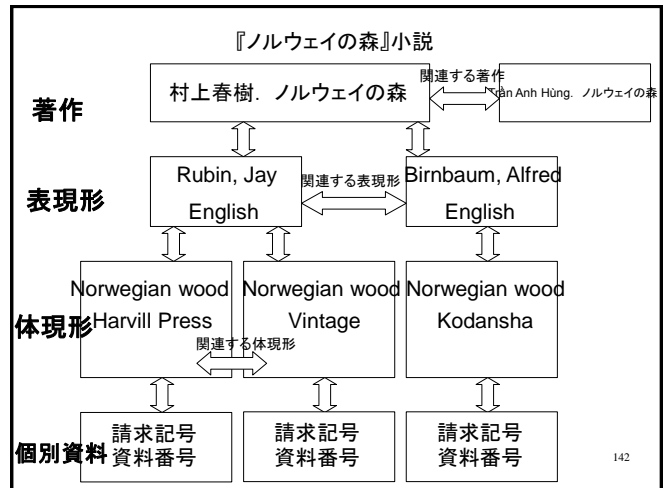 『ノルウェイの森』小説
関連する著作
著作
村上春樹．ノルウェイの森
Trần Anh Hùng. ノルウェイの森
表現形
Rubin, Jay
English
関連する表現形
Birnbaum, Alfred
English
体現形
Norwegian wood
Harvill Press
Norwegian wood
Vintage
Norwegian wood
Kodansha
関連する体現形
個別資料
請求記号
資料番号
請求記号
資料番号
請求記号
資料番号
142